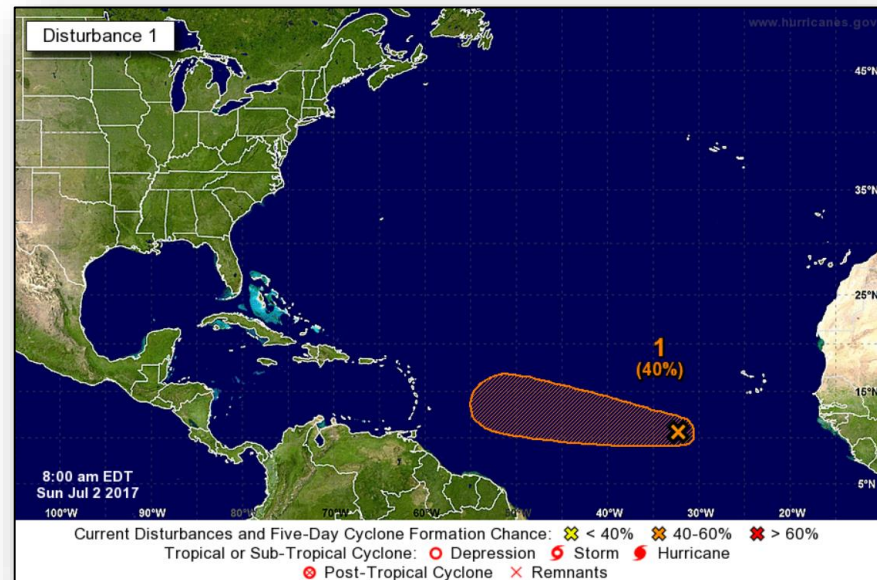 Disturbance 1
www.hurricanes.gov
45°N
35°N
25°N
1
(40%)
15°N
8:00 am EDT
Sun Jul 2 2017
5°N
100°W 90°W 80°W 70°W 60°W 50°W 40°W 30°W 20°W
Current Disturbances and Five-Day Cyclone Formation Chance: < 40% 40-60% > 60%
Tropical or Sub-Tropical Cyclone: Depression Storm Hurricane
Post-Tropical Cyclone Remnants